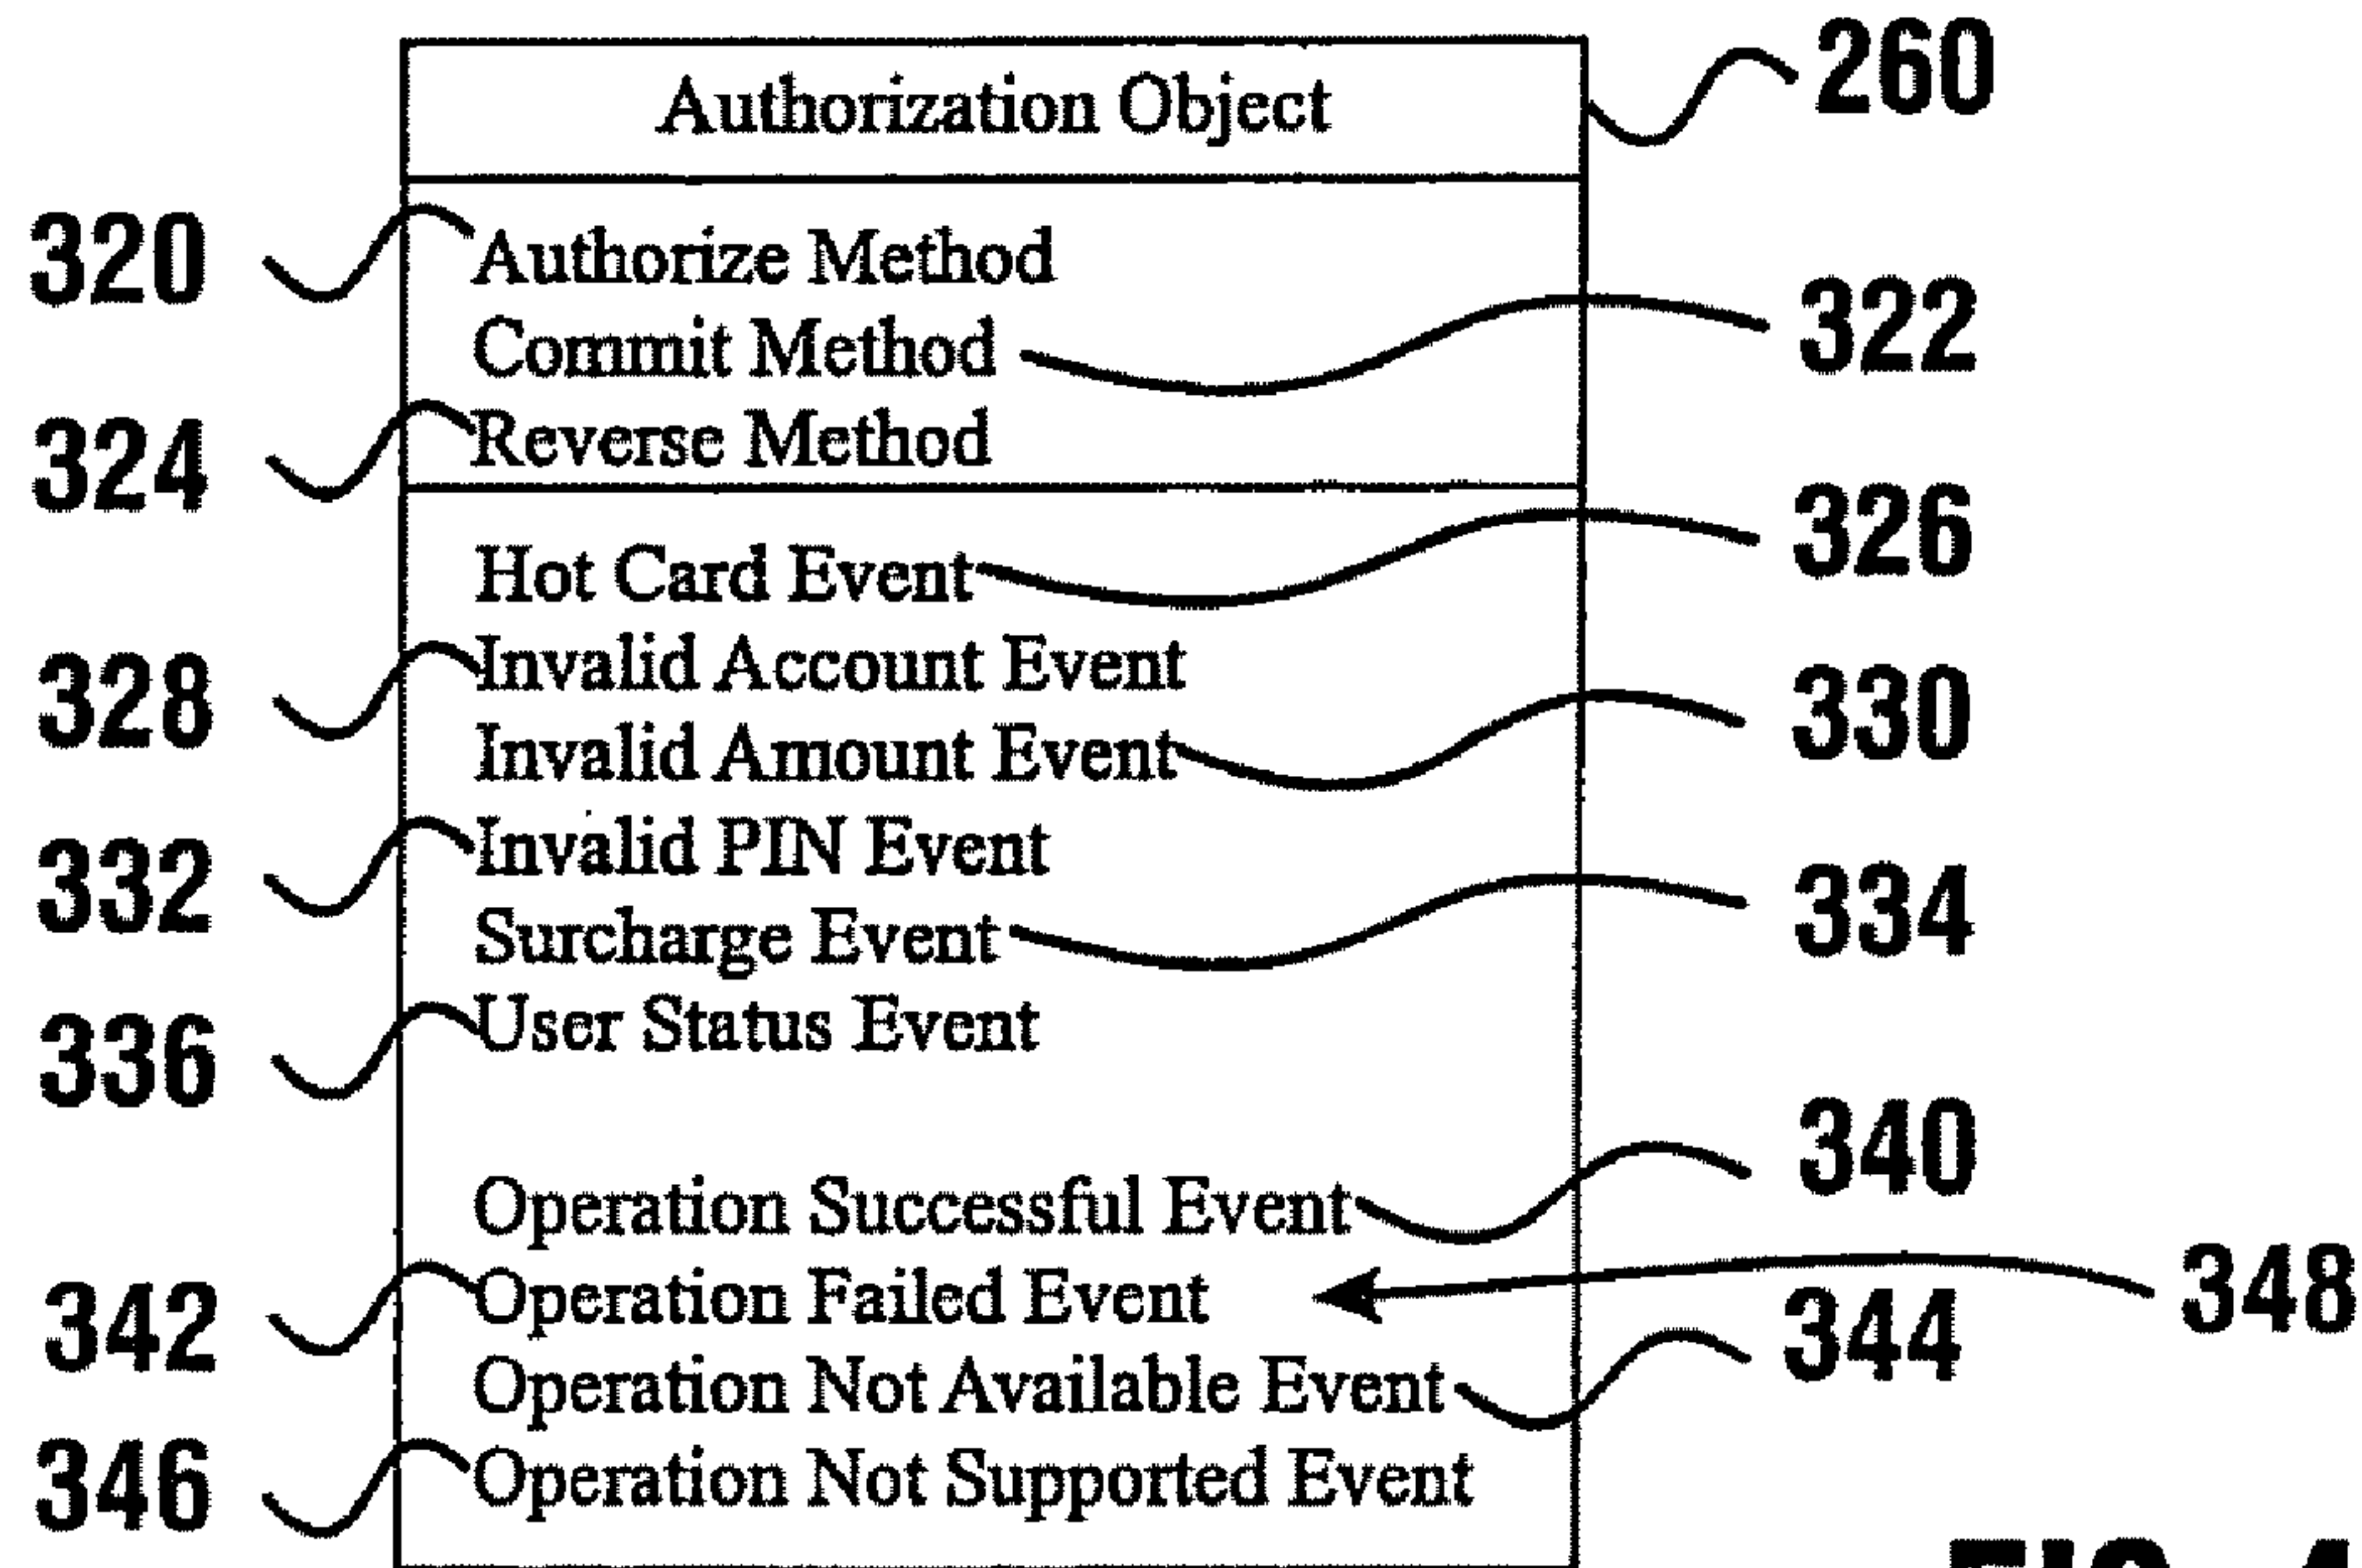 Authorization Object 260
320 Authorize Method
Commit Method 322
324 Reverse Method
Hot Card Event 326
328 Invalid Account Event
Invalid Amount Event 330
332 Invalid PIN Event
Surcharge Event 334
336 User Status Event
Operation Successful Event 340
342 Operation Failed Event 348
Operation Not Available Event 344
346 Operation Not Supported Event